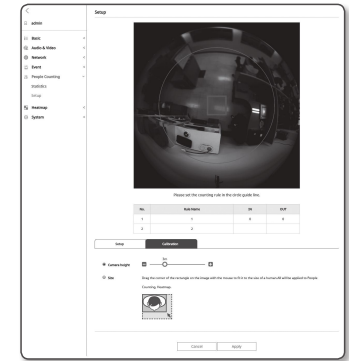 Setup
admin
Basic
Audio & Video
Network
Event
People Counting
Statistics
Setup
Heatmap
System
Please set the counting rule in the circle guide line.
No. Rule Name IN OUT
1 1 0 0
2 2
Setup Calibration
Camera height 3m
Size Drag the corner of the rectangle on the image with the mouse to fit it to the size of a human.All will be applied to People
Counting, Heatmap.
Cancel Apply